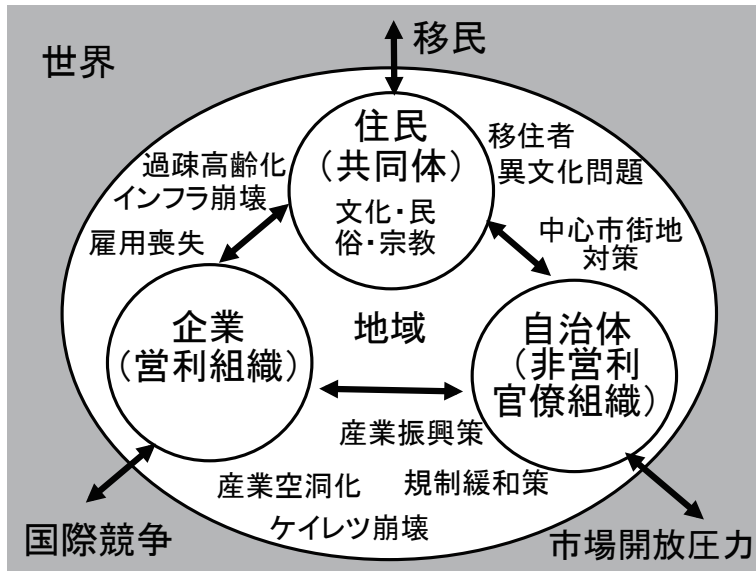 移民
世界
住民
（共同体）
文化・民
俗・宗教
移住者
異文化問題
過疎高齢化
インフラ崩壊
雇用喪失
中心市街地
対策
企業
（営利組織）
地域
自治体
（非営利
官僚組織）
産業振興策
産業空洞化
規制緩和策
ケイレツ崩壊
国際競争
市場開放圧力